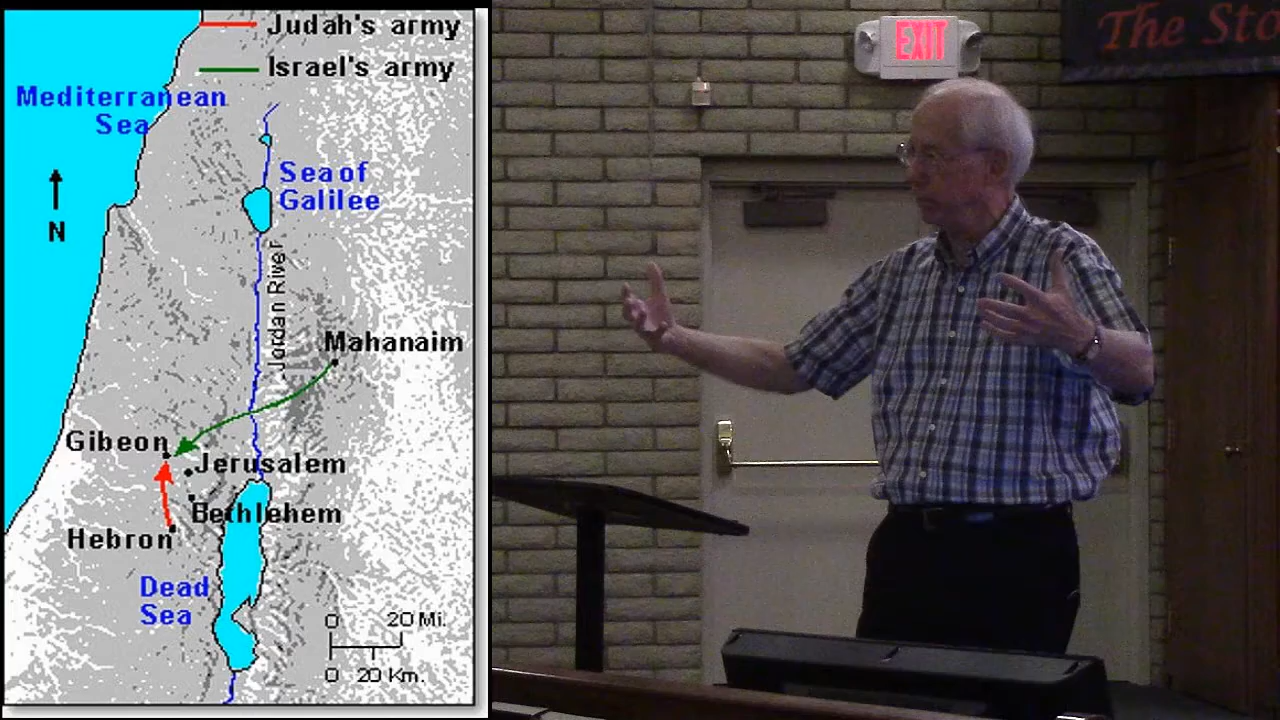 Judah's army
Israel's army
Mediterranean
Sea
N
Sea of
Galilee
Jordan River
Mahanaim
Gibeon
Jerusalem
Bethlehem
Hebron
Dead
Sea
0 20 Mi.
0 20 Km.
EXIT
The Sto